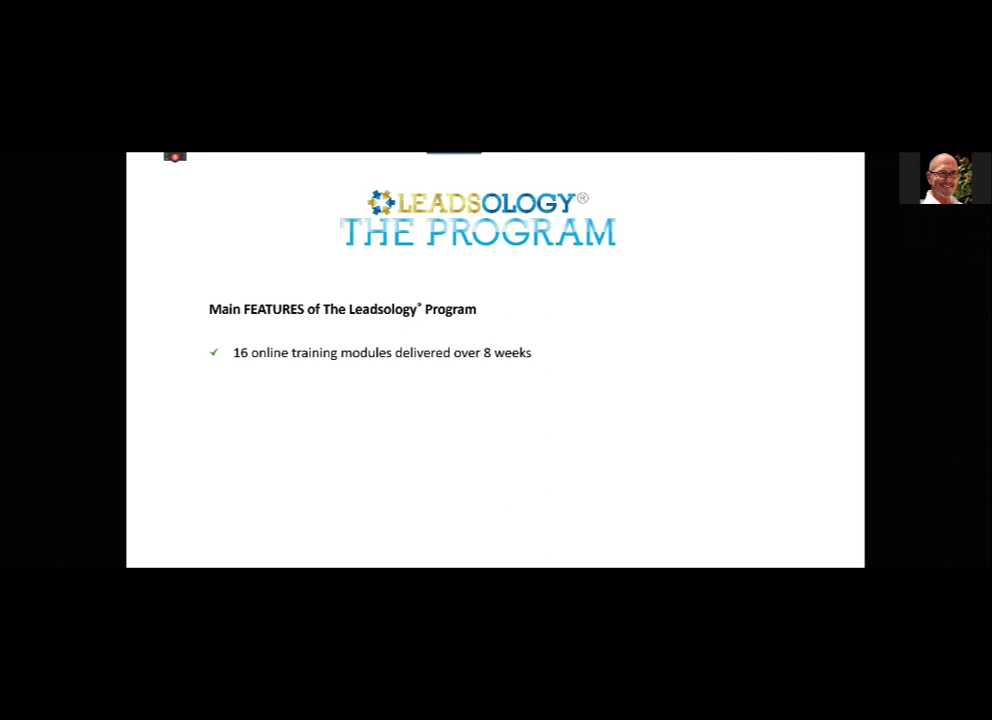 LEADSOLOGY®
THE PROGRAM
Main FEATURES of The Leadsology® Program
16 online training modules delivered over 8 weeks